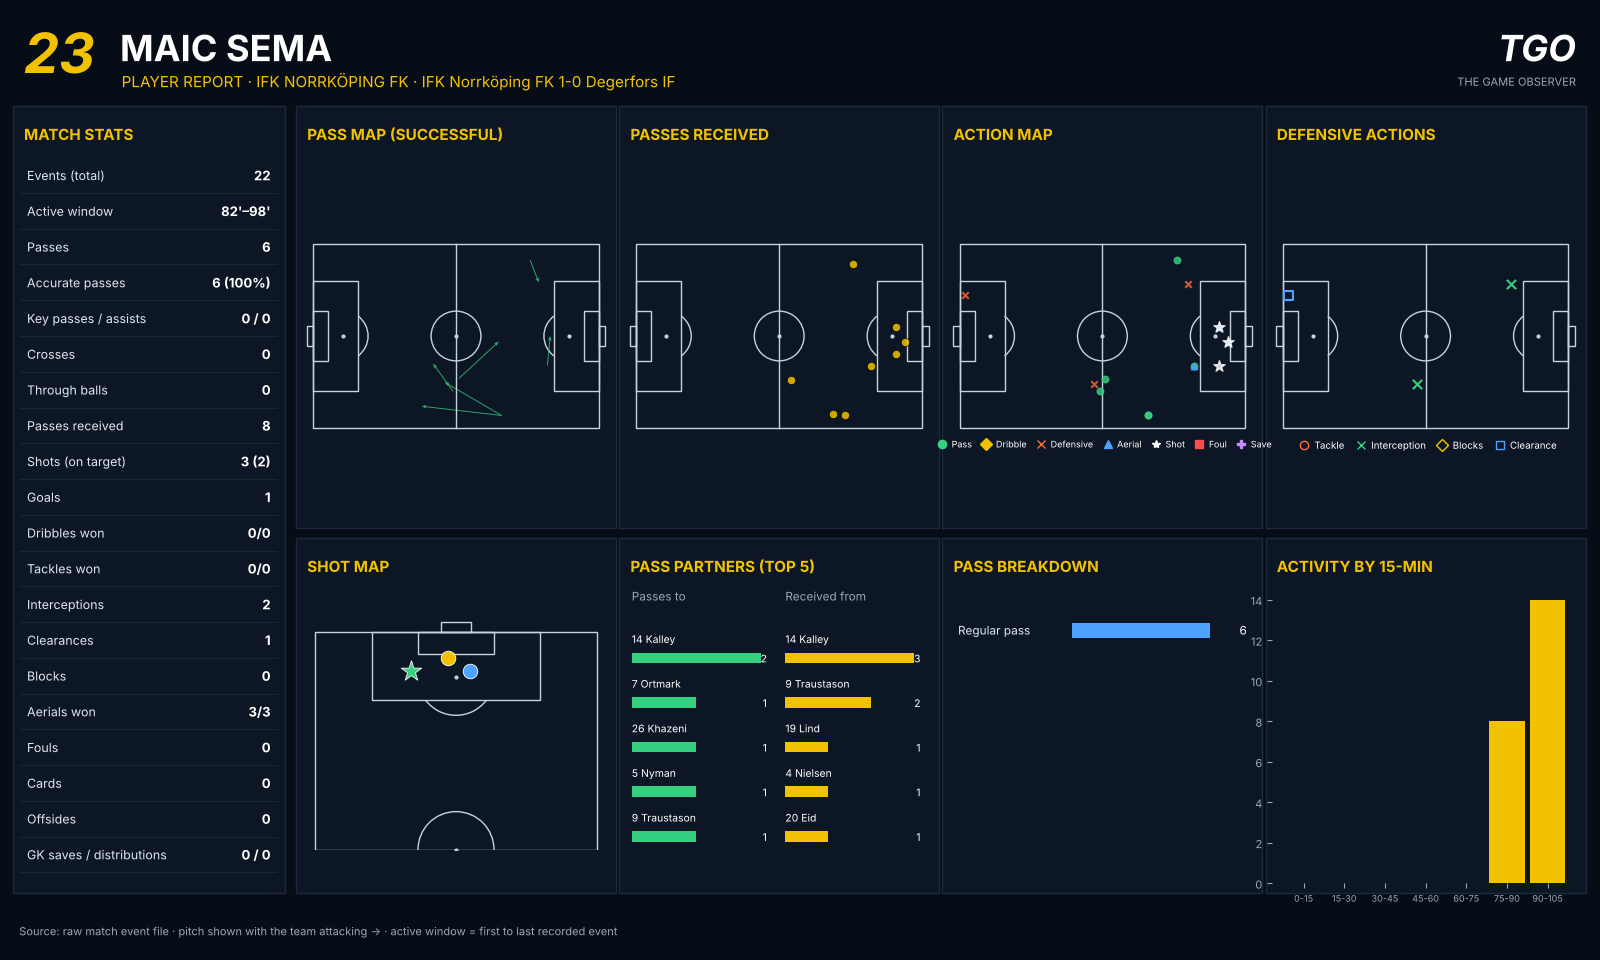 23
MAIC SEMA
PLAYER REPORT · IFK NORRKÖPING FK · IFK Norrköping FK 1-0 Degerfors IF
TGO
THE GAME OBSERVER
MATCH STATS
Events (total) 22
Active window 82'–98'
Passes 6
Accurate passes 6 (100%)
Key passes / assists 0 / 0
Crosses 0
Through balls 0
Passes received 8
Shots (on target) 3 (2)
Goals 1
Dribbles won 0/0
Tackles won 0/0
Interceptions 2
Clearances 1
Blocks 0
Aerials won 3/3
Fouls 0
Cards 0
Offsides 0
GK saves / distributions 0 / 0
PASS MAP (SUCCESSFUL)
PASSES RECEIVED
ACTION MAP
Pass Dribble Defensive Aerial Shot Foul Save
DEFENSIVE ACTIONS
Tackle Interception Blocks Clearance
SHOT MAP
PASS PARTNERS (TOP 5)
Passes to
14 Kalley
2
7 Ortmark
1
26 Khazeni
1
5 Nyman
1
9 Traustason
1
Received from
14 Kalley
3
9 Traustason
2
19 Lind
1
4 Nielsen
1
20 Eid
1
PASS BREAKDOWN
Regular pass 6
ACTIVITY BY 15-MIN
14
12
10
8
6
4
2
0
0-15 15-30 30-45 45-60 60-75 75-90 90-105
Source: raw match event file · pitch shown with the team attacking → · active window = first to last recorded event